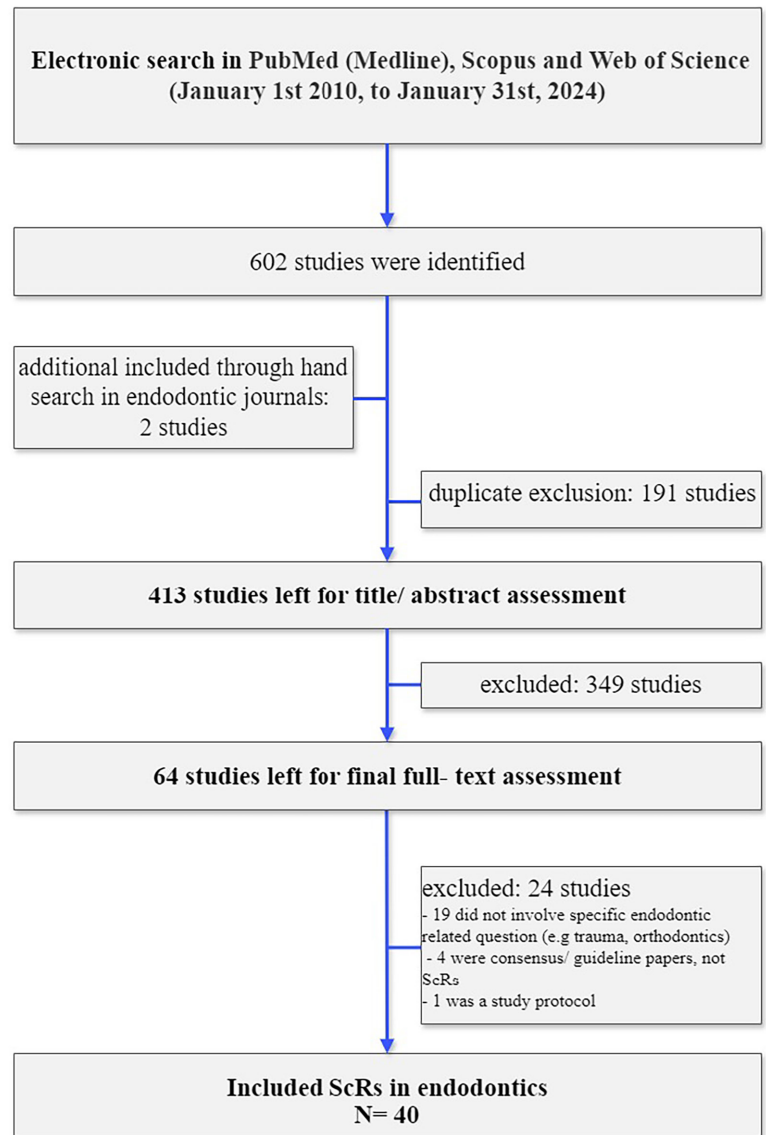 Electronic search in PubMed (Medline), Scopus and Web of Science
(January 1st 2010, to January 31st, 2024)
602 studies were identified
additional included through hand
search in endodontic journals:
2 studies
duplicate exclusion: 191 studies
413 studies left for title/ abstract assessment
excluded: 349 studies
64 studies left for final full- text assessment
excluded: 24 studies
- 19 did not involve specific endodontic
related question (e.g trauma, orthodontics)
- 4 were consensus/ guideline papers, not
ScRs
- 1 was a study protocol
Included ScRs in endodontics
N= 40